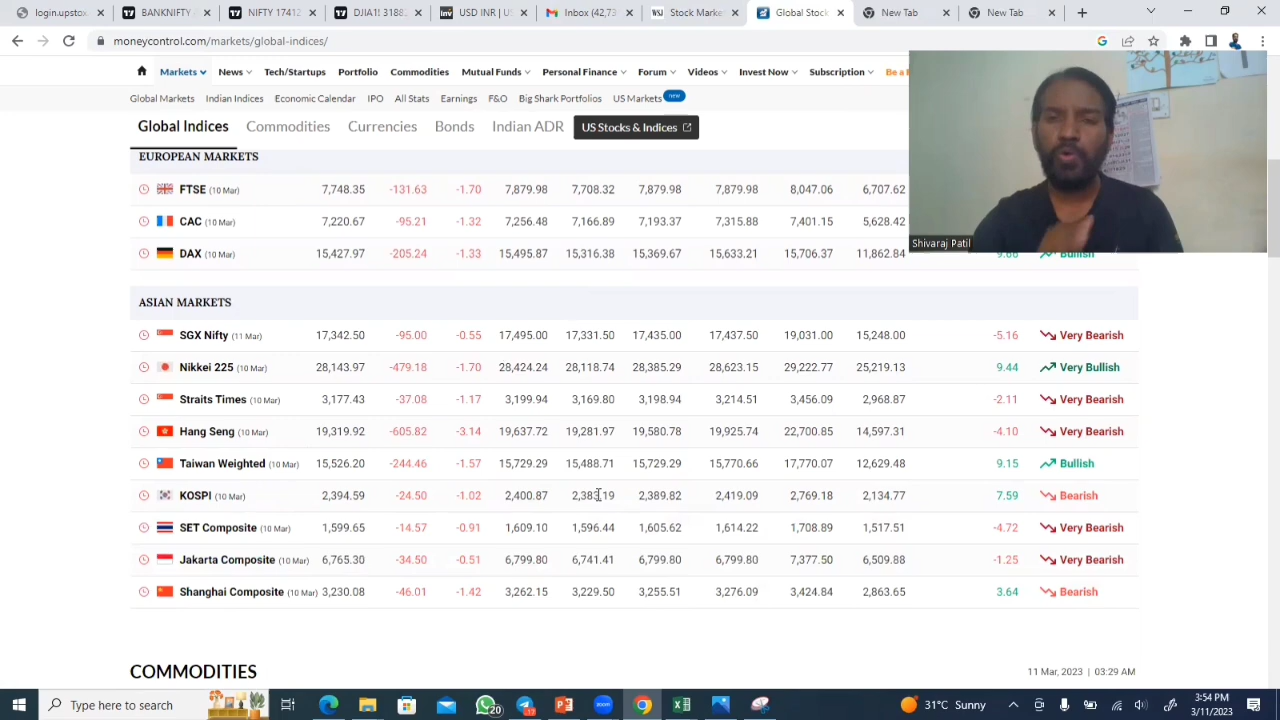 loginupstox
NIFTY 1741
DJIA 3188
BANKNIFTY
USD INR | US
Inbox (42,73
Select a set
New Tab
New Tab
moneycontrol.com/markets/global-indices/
Markets News Tech/Startups Portfolio Commodities Mutual Funds Personal Finance Forum Videos Invest Now Subscription Be a
Global Markets Indian Indices Economic Calendar IPO All Stats Earnings F&O Big Shark Portfolios US Markets new
Global Indices Commodities Currencies Bonds Indian ADR US Stocks & Indices
EUROPEAN MARKETS
FTSE (10 Mar) 7,748.35 -131.63 -1.70 7,879.98 7,708.32 7,879.98 7,879.98 8,047.06 6,707.62
CAC (10 Mar) 7,220.67 -95.21 -1.32 7,256.48 7,166.89 7,193.37 7,315.88 7,401.15 5,628.42
DAX (10 Mar) 15,427.97 -205.24 -1.33 15,495.87 15,316.38 15,369.67 15,633.21 15,706.37 11,862.84 9.66 Bullish
Shivaraj Patil
ASIAN MARKETS
SGX Nifty (11 Mar) 17,342.50 -95.00 -0.55 17,495.00 17,331.50 17,435.00 17,437.50 19,031.00 15,248.00 -5.16 Very Bearish
Nikkei 225 (10 Mar) 28,143.97 -479.18 -1.70 28,424.24 28,118.74 28,385.29 28,623.15 29,222.77 25,219.13 9.44 Very Bullish
Straits Times (10 Mar) 3,177.43 -37.08 -1.17 3,199.94 3,169.80 3,198.94 3,214.51 3,456.09 2,968.87 -2.11 Very Bearish
Hang Seng (10 Mar) 19,319.92 -605.82 -3.14 19,637.72 19,281.97 19,580.78 19,925.74 22,700.85 14,597.31 -4.10 Very Bearish
Taiwan Weighted (10 Mar) 15,526.20 -244.46 -1.57 15,729.29 15,488.71 15,729.29 15,770.66 17,770.07 12,629.48 9.15 Bullish
KOSPI (10 Mar) 2,394.59 -24.50 -1.02 2,400.87 2,383.19 2,389.82 2,419.09 2,769.18 2,134.77 7.59 Bearish
SET Composite (10 Mar) 1,599.65 -14.57 -0.91 1,609.10 1,596.44 1,605.62 1,614.22 1,708.89 1,517.51 -4.72 Very Bearish
Jakarta Composite (10 Mar) 6,765.30 -34.50 -0.51 6,799.80 6,741.41 6,799.80 6,799.80 7,377.50 6,509.88 -1.25 Very Bearish
Shanghai Composite (10 Mar) 3,230.08 -46.01 -1.42 3,262.15 3,229.50 3,255.51 3,276.09 3,424.84 2,863.65 3.64 Bearish
COMMODITIES 11 Mar, 2023 | 03:29 AM
Type here to search
20
31°C Sunny
3:54 PM
3/11/2023